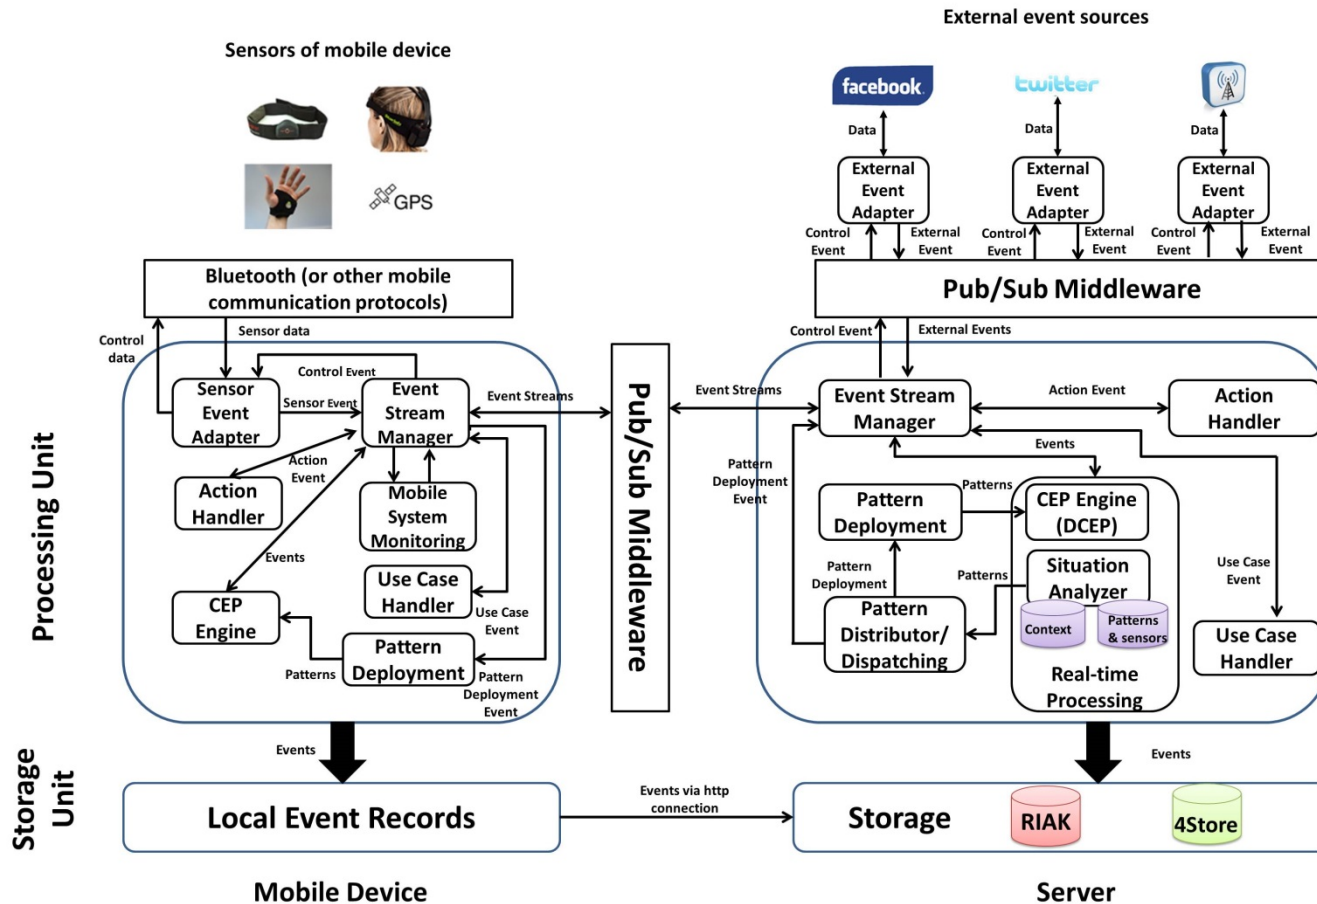 External event sources
Sensors of mobile device
facebook.
twitter
Data
Data
Data
External
Event
Adapter
External
Event
Adapter
External
Event
Adapter
GPS
Control
Event
External
Event
Control
Event
External
Event
Control
Event
External
Event
Bluetooth (or other mobile
communication protocols)
Pub/Sub Middleware
Control
data
Sensor data
Control Event
External Events
Control Event
Sensor
Event
Adapter
Sensor Event
Event
Stream
Manager
Event Streams
Pub/Sub Middleware
Event Streams
Event Stream
Manager
Action Event
Action
Handler
Action
Event
Action
Handler
Mobile
System
Monitoring
Events
Use Case
Handler
Use Case
Event
CEP
Engine
Patterns
Pattern
Deployment
Pattern
Deployment
Event
Events
Pattern
Deployment
Event
Pattern
Deployment
Patterns
CEP Engine
(DCEP)
Pattern
Deployment
Patterns
Situation
Analyzer
Context
Patterns
& sensors
Pattern
Distributor/
Dispatching
Real-time
Processing
Use Case
Event
Use Case
Handler
Processing Unit
Storage
Unit
Events
Events
Local Event Records
Events via http
connection
Storage
RIAK
4Store
Mobile Device
Server